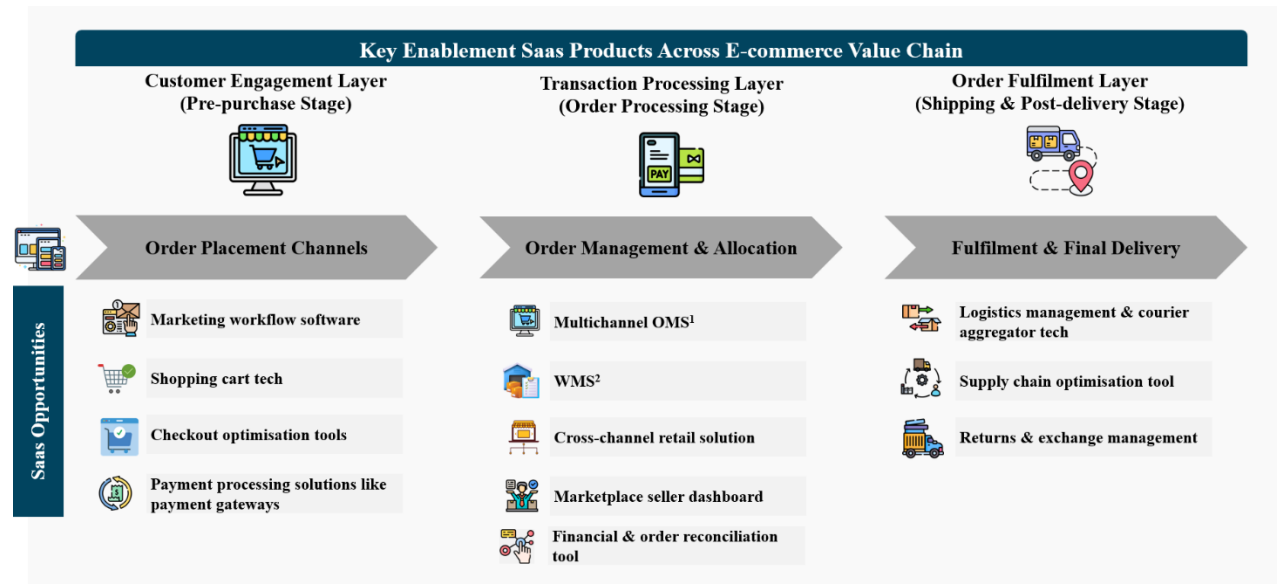 Key Enablement Saas Products Across E-commerce Value Chain
Customer Engagement Layer
(Pre-purchase Stage)
Transaction Processing Layer
(Order Processing Stage)
Order Fulfilment Layer
(Shipping & Post-delivery Stage)
PAY
Order Placement Channels
Order Management & Allocation
Fulfilment & Final Delivery
Saas Opportunities
Marketing workflow software
Shopping cart tech
Checkout optimisation tools
Payment processing solutions like
payment gateways
Multichannel OMS¹
WMS²
Cross-channel retail solution
Marketplace seller dashboard
Financial & order reconciliation
tool
Logistics management & courier
aggregator tech
Supply chain optimisation tool
Returns & exchange management